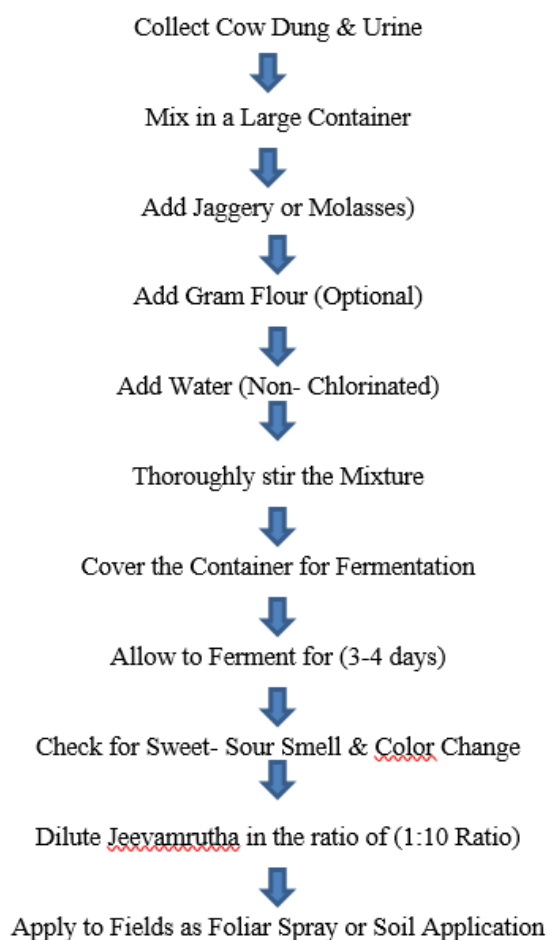 Collect Cow Dung & Urine
Mix in a Large Container
Add Jaggery or Molasses)
Add Gram Flour (Optional)
Add Water (Non- Chlorinated)
Thoroughly stir the Mixture
Cover the Container for Fermentation
Allow to Ferment for (3-4 days)
Check for Sweet- Sour Smell & Color Change
Dilute Jeevamrutha in the ratio of (1:10 Ratio)
Apply to Fields as Foliar Spray or Soil Application